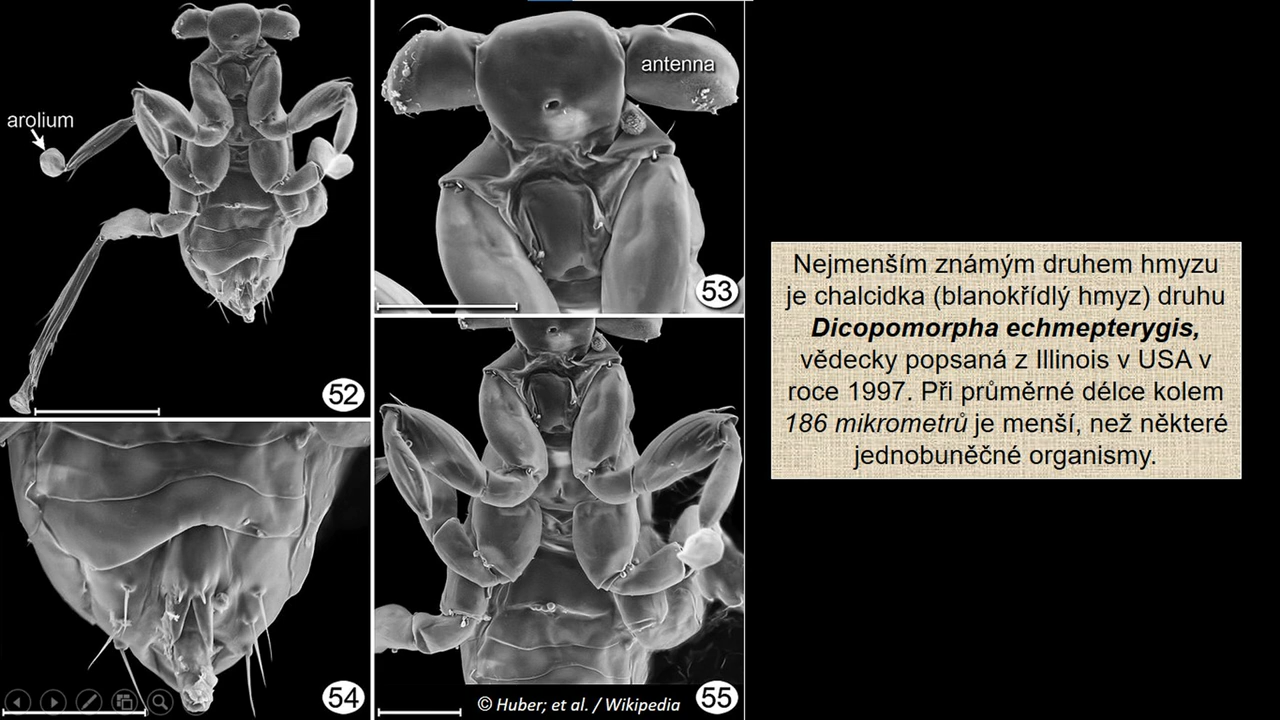 arolium
52
antenna
53
54
© Huber; et al. / Wikipedia
55
Nejmenším známým druhem hmyzu
je chalcidka (blanokřídlý hmyz) druhu
Dicopomorpha echmepterygis,
vědecky popsaná z Illinois v USA v
roce 1997. Při průměrné délce kolem
186 mikrometrů je menší, než některé
jednobuněčné organismy.